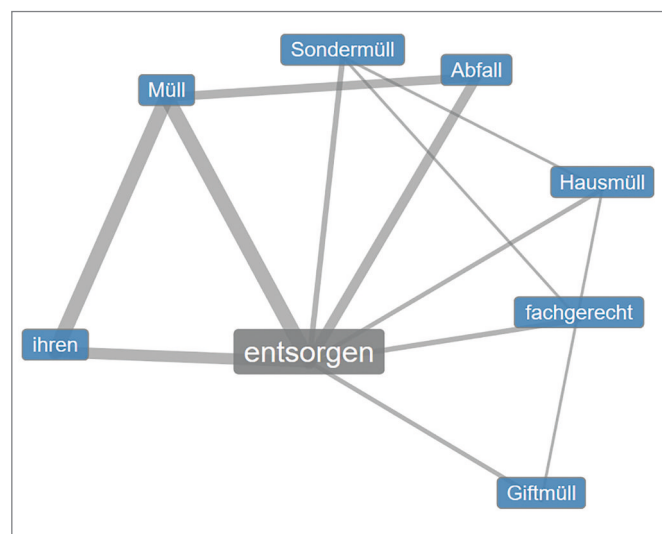 Sondermüll
Abfall
Müll
Hausmüll
fachgerecht
ihren
entsorgen
Giftmüll